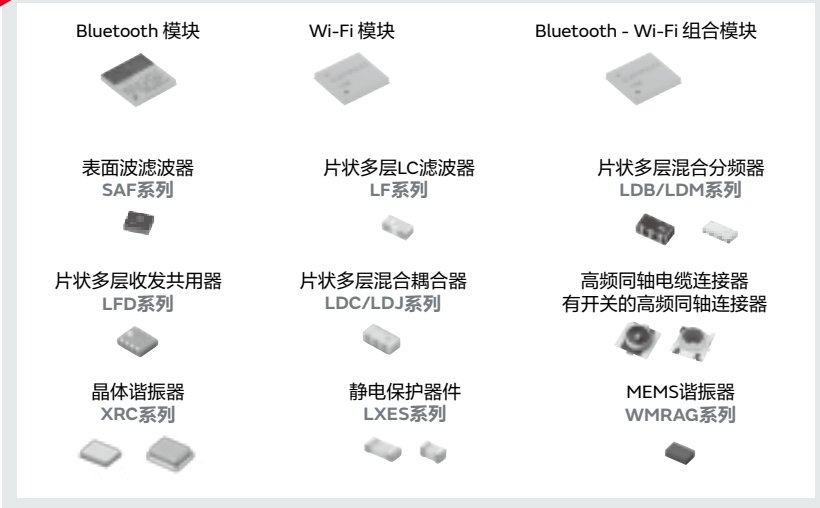 Bluetooth 模块
Wi-Fi 模块
Bluetooth - Wi-Fi 组合模块
表面波滤波器
SAF系列
片状多层LC滤波器
LF系列
片状多层混合分频器
LDB/LDM系列
片状多层收发共用器
LFD系列
片状多层混合耦合器
LDC/LDJ系列
高频同轴电缆连接器
有开关的高频同轴连接器
晶体谐振器
XRC系列
静电保护器件
LXES系列
MEMS谐振器
WMRAG系列